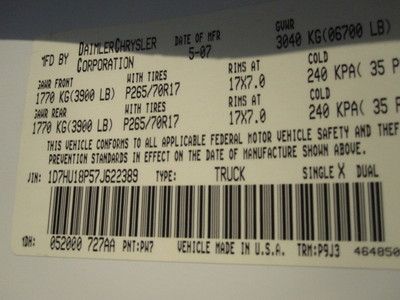 MFD BY DAIMLERCHRYSLER CORPORATION
DATE OF MFR 5-07
GVWR 3040 KG(06700 LB)
GAWR FRONT WITH TIRES RIMS AT COLD
1770 KG(3900 LB) P265/70R17 17X7.0 240 KPA( 35 P
GAWR REAR WITH TIRES RIMS AT COLD
1770 KG(3900 LB) P265/70R17 17X7.0 240 KPA( 35 P
THIS VEHICLE CONFORMS TO ALL APPLICABLE FEDERAL MOTOR VEHICLE SAFETY AND THEF
PREVENTION STANDARDS IN EFFECT ON THE DATE OF MANUFACTURE SHOWN ABOVE.
VIN: 1D7HU18P57J622389 TYPE: TRUCK SINGLE X DUAL
MDH: 052000 727AA PNT:PW7 VEHICLE MADE IN U.S.A. TRM:P9J3 464850